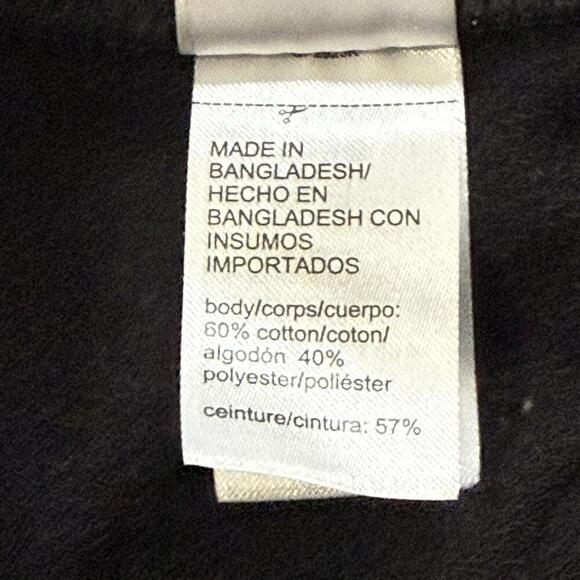 MADE IN
BANGLADESH/
HECHO EN
BANGLADESH CON
INSUMOS
IMPORTADOS
body/corps/cuerpo:
60% cotton/coton/
algodón 40%
polyester/poliéster
ceinture/cintura: 57%